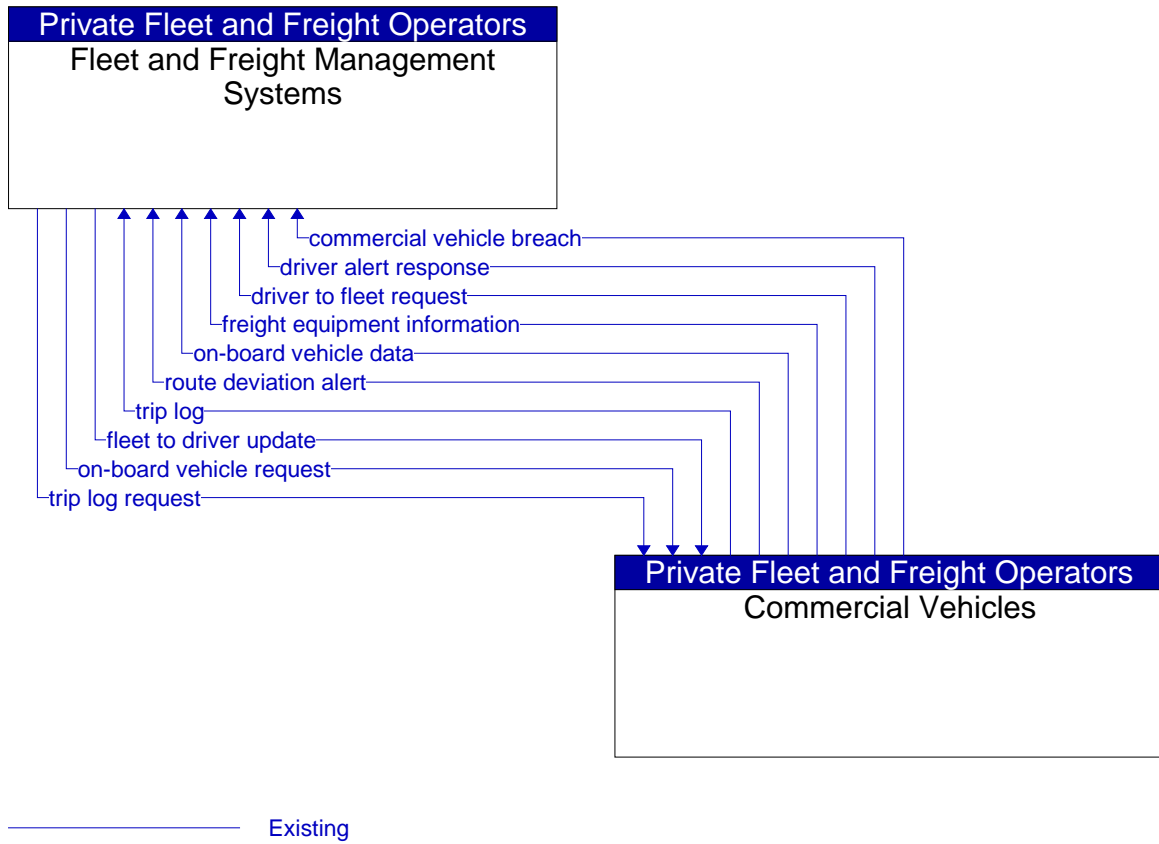 Private Fleet and Freight Operators
Fleet and Freight Management
Systems
commercial vehicle breach
driver alert response
driver to fleet request
freight equipment information
on-board vehicle data
route deviation alert
trip log
fleet to driver update
on-board vehicle request
trip log request
Private Fleet and Freight Operators
Commercial Vehicles
Existing